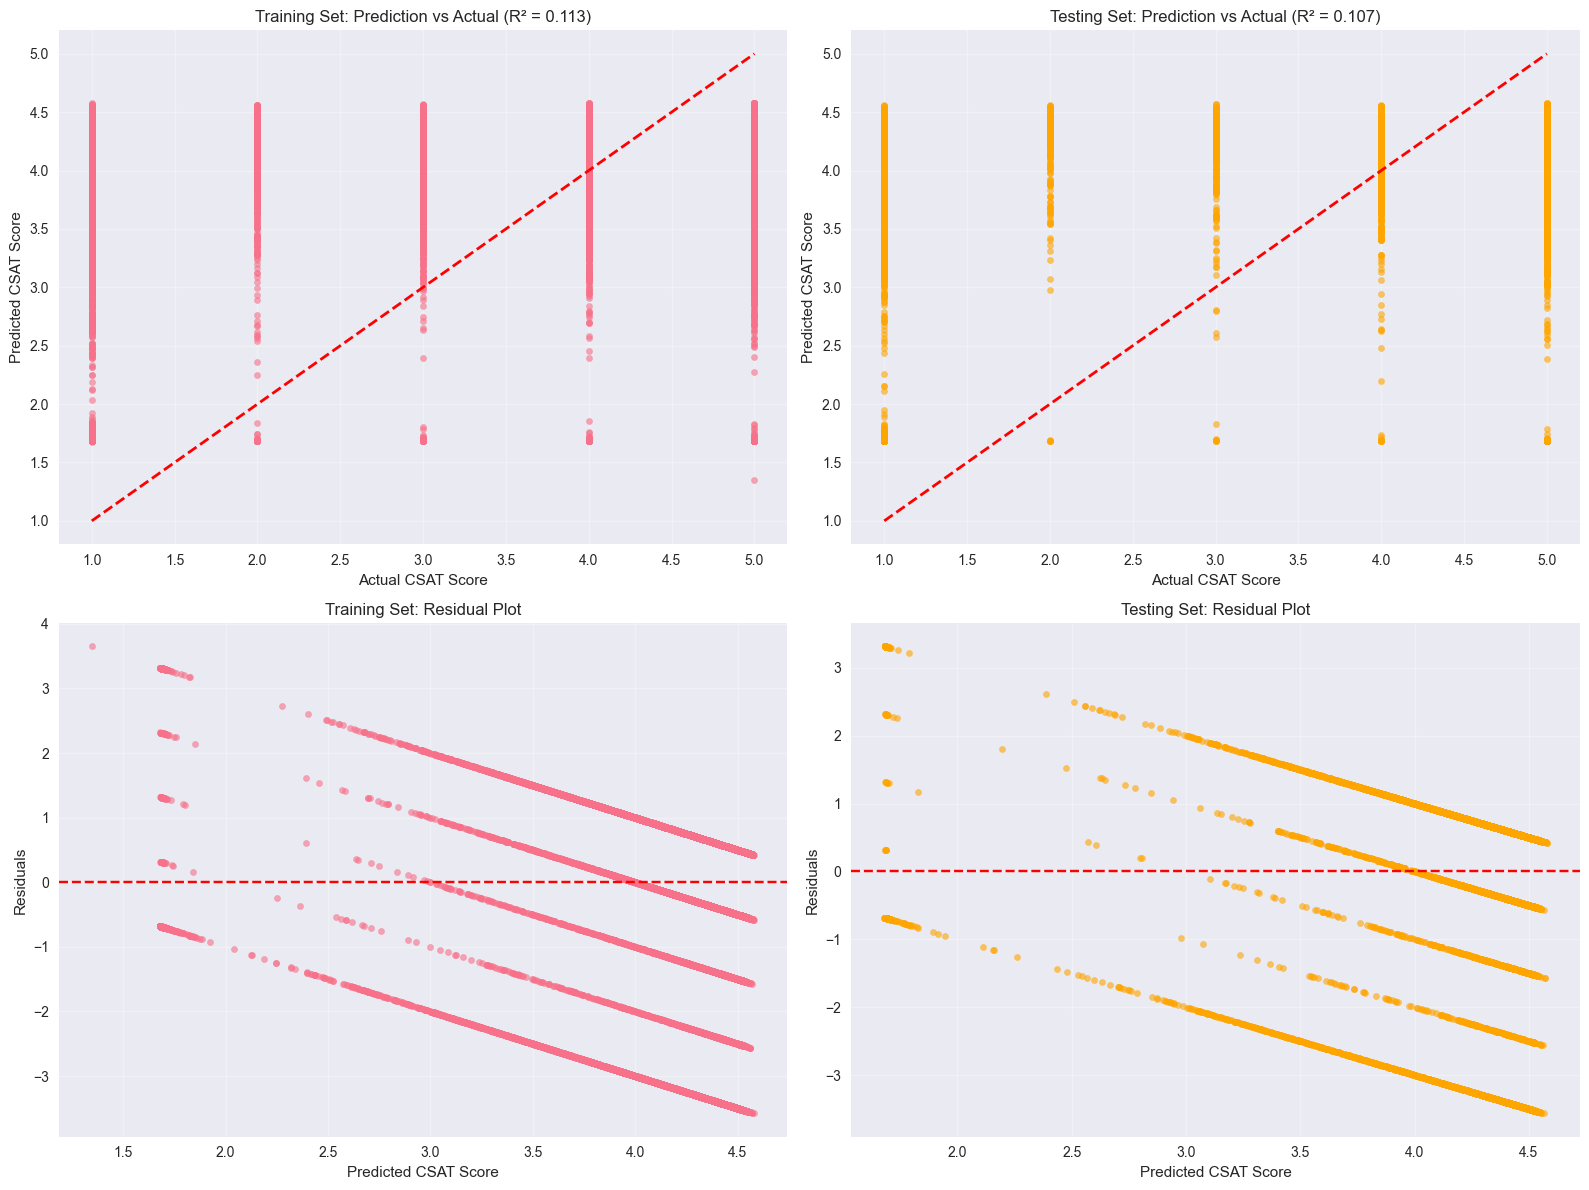 Training Set: Prediction vs Actual (R² = 0.113)
Predicted CSAT Score
5.0
4.5
4.0
3.5
3.0
2.5
2.0
1.5
1.0
1.0 1.5 2.0 2.5 3.0 3.5 4.0 4.5 5.0
Actual CSAT Score
Testing Set: Prediction vs Actual (R² = 0.107)
Predicted CSAT Score
5.0
4.5
4.0
3.5
3.0
2.5
2.0
1.5
1.0
1.0 1.5 2.0 2.5 3.0 3.5 4.0 4.5 5.0
Actual CSAT Score
Training Set: Residual Plot
Residuals
4
3
2
1
0
−1
−2
−3
1.5 2.0 2.5 3.0 3.5 4.0 4.5
Predicted CSAT Score
Testing Set: Residual Plot
Residuals
3
2
1
0
−1
−2
−3
2.0 2.5 3.0 3.5 4.0 4.5
Predicted CSAT Score